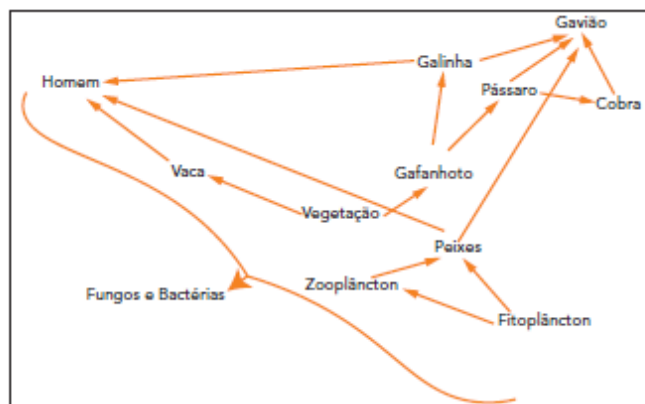 Gavião
Galinha
Homem
Pássaro
Cobra
Vaca
Gafanhoto
Vegetação
Peixes
Zooplâncton
Fungos e Bactérias
Fitoplâncton